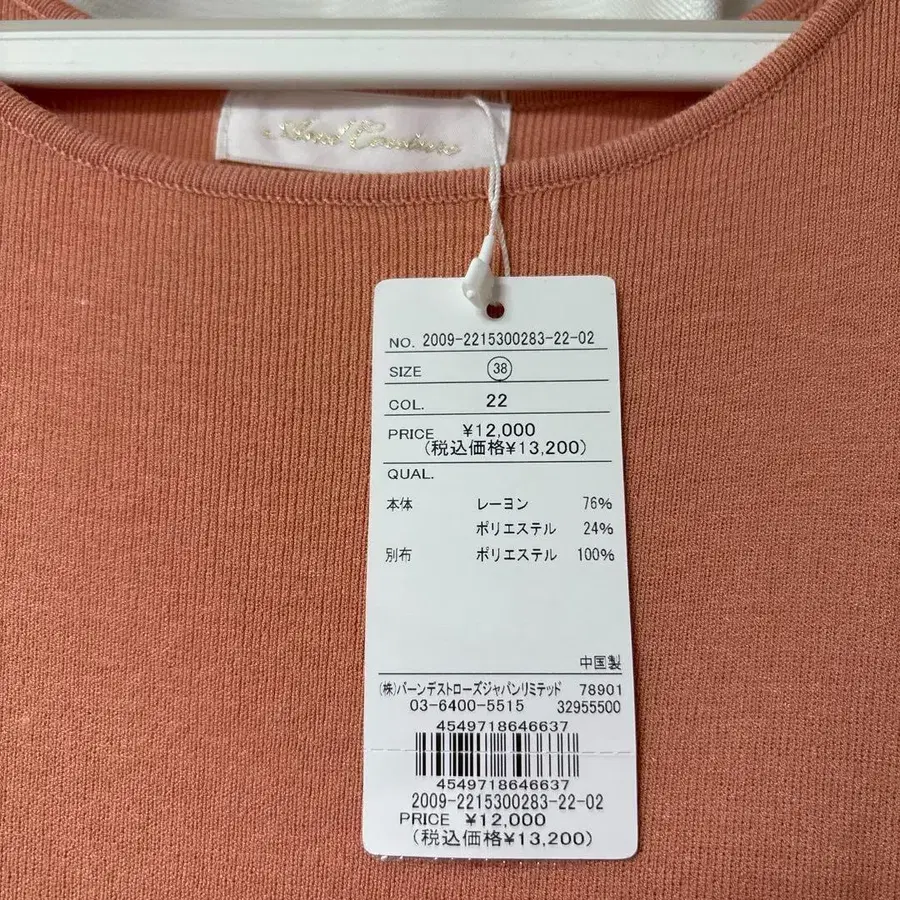 Aimer Couture
NO. 2009-2215300283-22-02
SIZE 38
COL. 22
PRICE ¥12,000
(税込価格¥13,200)
QUAL.
本体 レーヨン 76%
ポリエステル 24%
別布 ポリエステル 100%
中国製
(株)バーンデストローズジャパンリミテッド 78901
03-6400-5515 32955500
4549718646637
4549718646637
2009-2215300283-22-02
PRICE ¥12,000
(税込価格¥13,200)